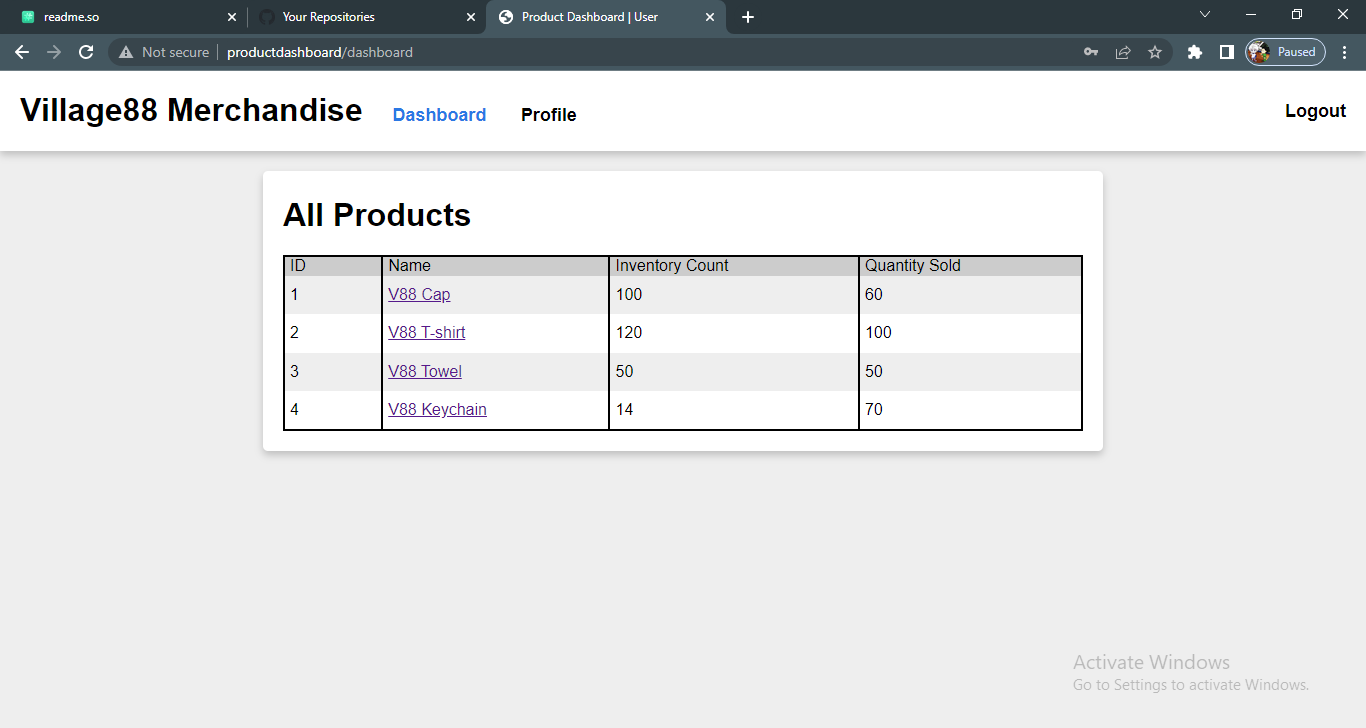 readme.so
Your Repositories
Product Dashboard | User
Not secure
productdashboard/dashboard
Paused
Village88 Merchandise
Dashboard
Profile
Logout
All Products
ID Name Inventory Count Quantity Sold
1 V88 Cap 100 60
2 V88 T-shirt 120 100
3 V88 Towel 50 50
4 V88 Keychain 14 70
Activate Windows
Go to Settings to activate Windows.